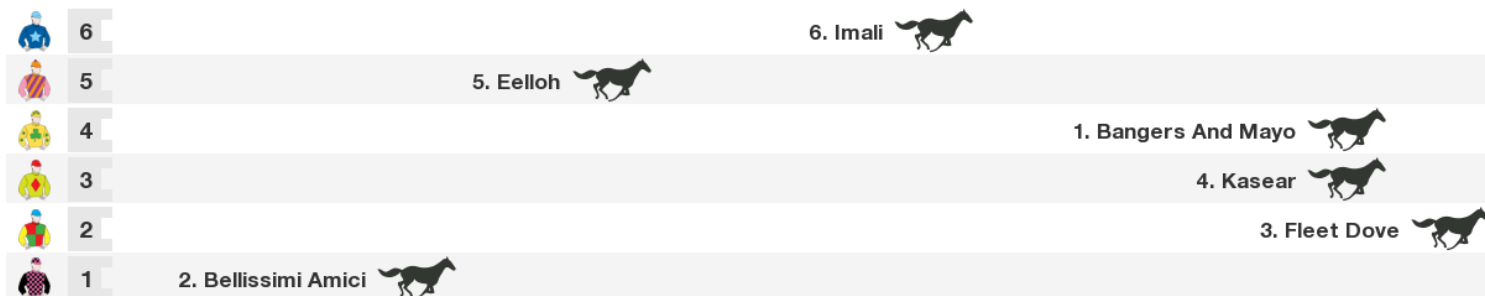 6 6. Imali
5 5. Eelloh
4 1. Bangers And Mayo
3 4. Kasear
2 3. Fleet Dove
1 2. Bellissimi Amici